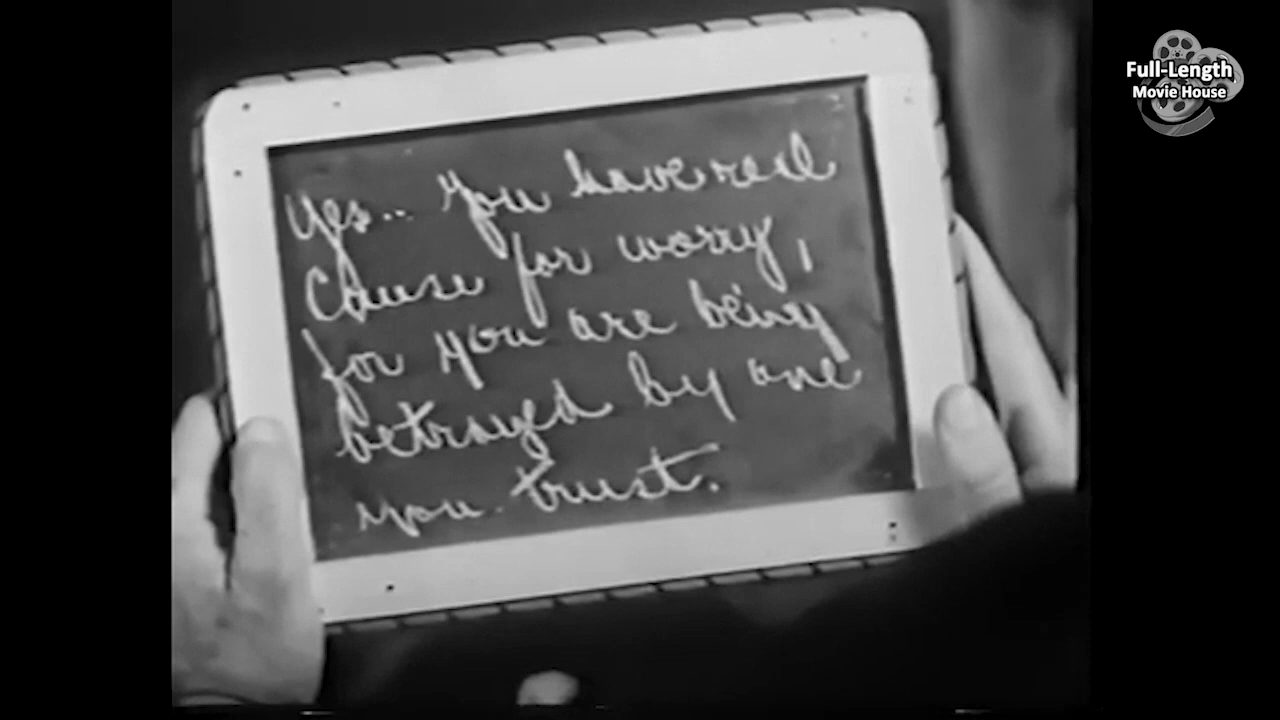 Yes.. You have real
cause for worry,
for you are being
betrayed by one
you trust.
Full-Length
Movie House